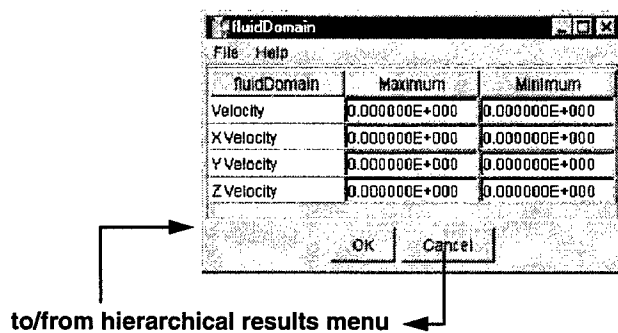 fluidDomain
File Help
fluidDomain Maximum Minimum
Velocity 0.000000E+000 0.000000E+000
X Velocity 0.000000E+000 0.000000E+000
Y Velocity 0.000000E+000 0.000000E+000
Z Velocity 0.000000E+000 0.000000E+000
OK Cancel
to/from hierarchical results menu